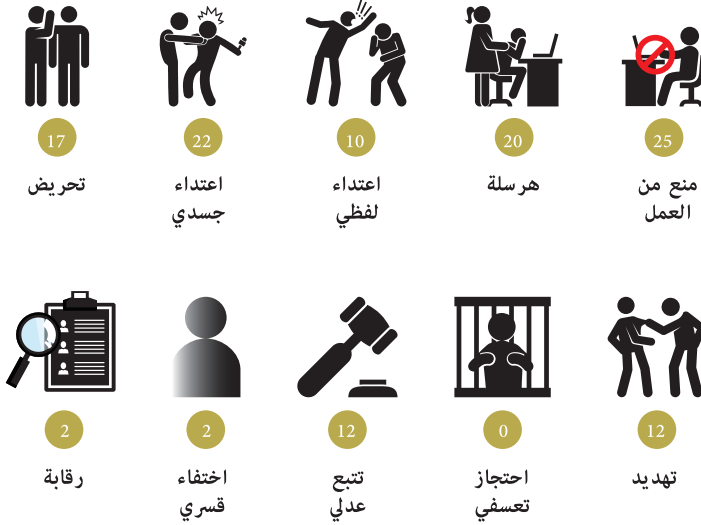 25
منع من
العمل
20
هرسلة
10
اعتداء
لفظي
22
اعتداء
جسدي
17
تحريض
12
تهديد
0
احتجاز
تعسفي
12
تتبع
عدلي
2
اختفاء
قسري
2
رقابة